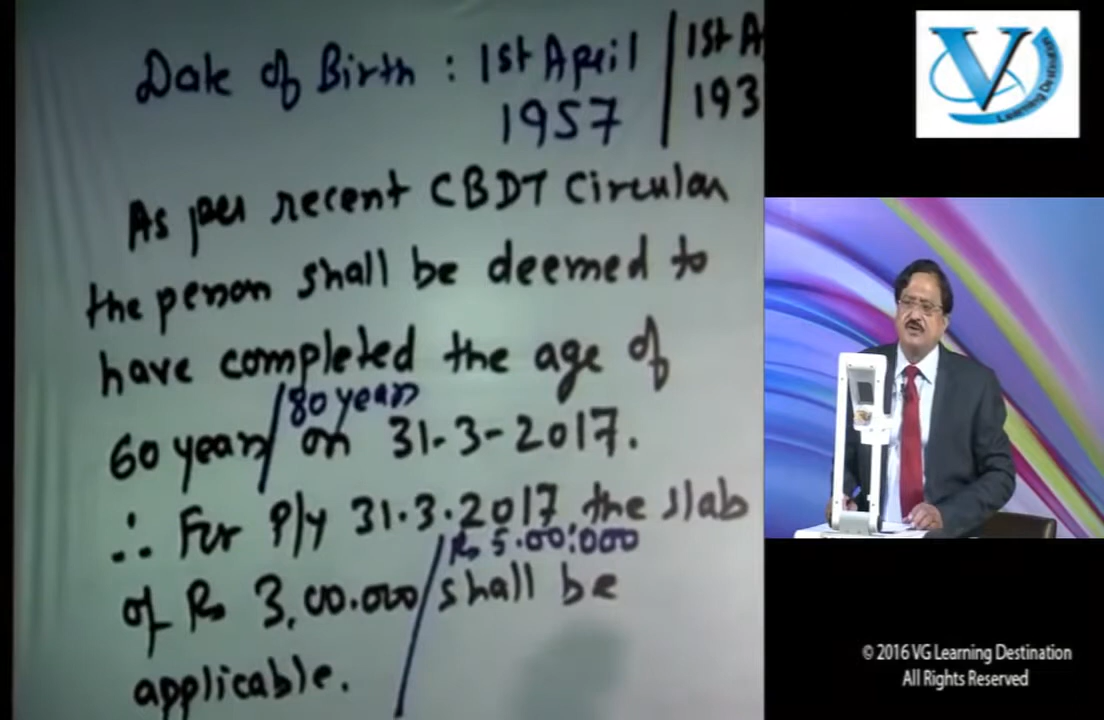 Date of Birth : 1st April / 1st A
1957 / 193
As per recent CBDT Circular
the person shall be deemed to
have completed the age of
/80 years
60 years/ on 31-3-2017.
∴ For P/y 31.3.2017, the slab
/Rs 5.00.000
of Rs 3,00.000/ shall be
applicable.
V
Learning Destination
© 2016 VG Learning Destination
All Rights Reserved